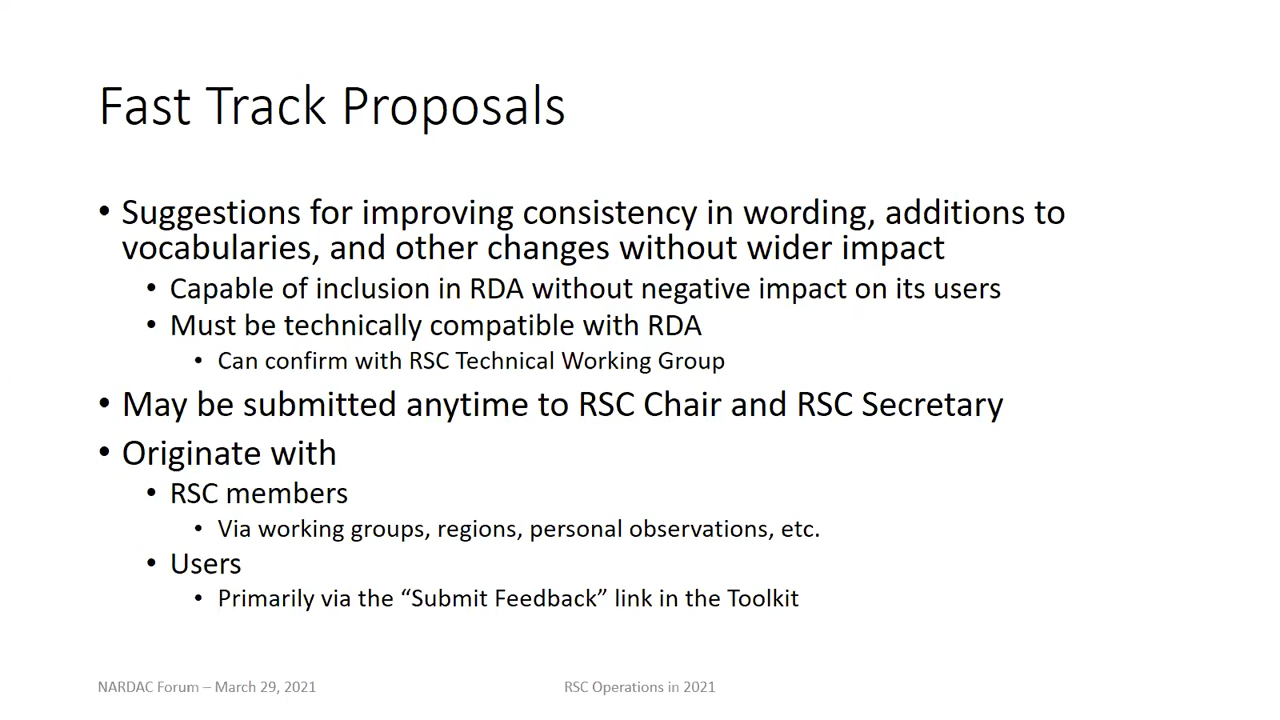 Fast Track Proposals
• Suggestions for improving consistency in wording, additions to
vocabularies, and other changes without wider impact
• Capable of inclusion in RDA without negative impact on its users
• Must be technically compatible with RDA
• Can confirm with RSC Technical Working Group
• May be submitted anytime to RSC Chair and RSC Secretary
• Originate with
• RSC members
• Via working groups, regions, personal observations, etc.
• Users
• Primarily via the “Submit Feedback” link in the Toolkit
NARDAC Forum – March 29, 2021
RSC Operations in 2021